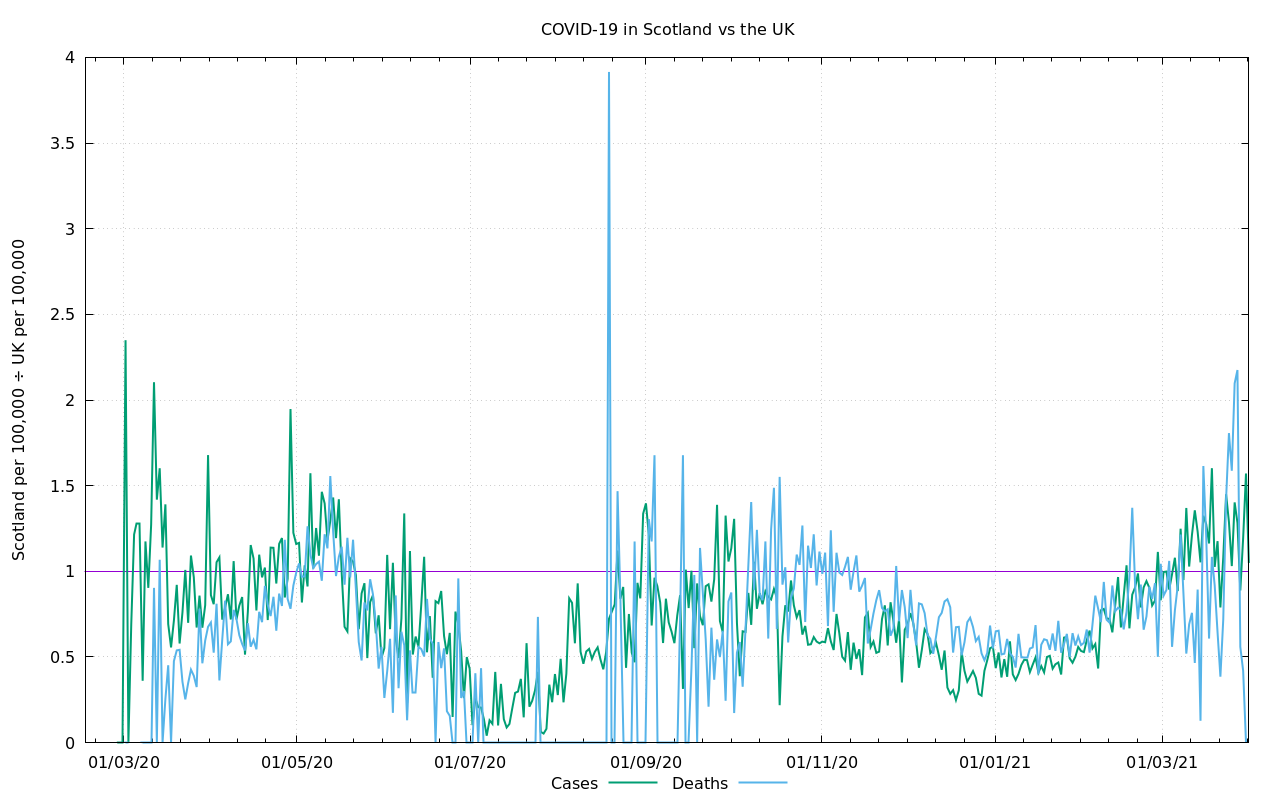 COVID-19 in Scotland vs the UK
Scotland per 100,000 ÷ UK per 100,000
4
3.5
3
2.5
2
1.5
1
0.5
0
01/03/20 01/05/20 01/07/20 01/09/20 01/11/20 01/01/21 01/03/21
Cases Deaths